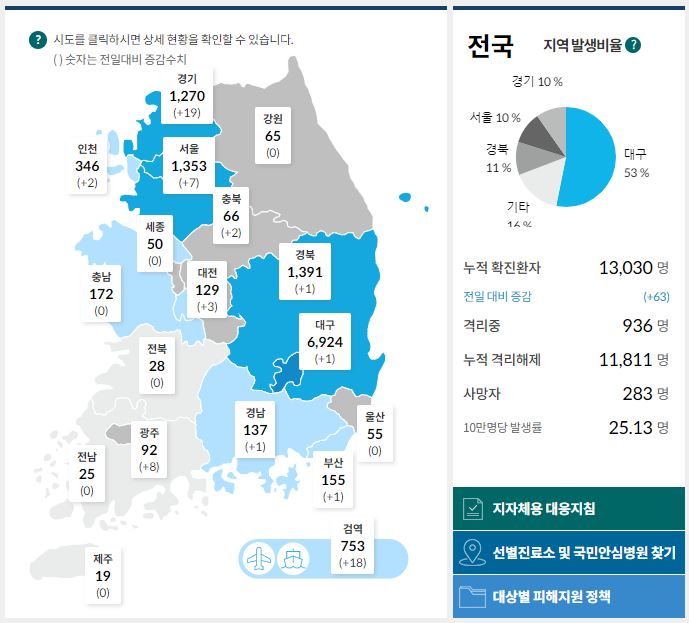 ? 시도를 클릭하시면 상세 현황을 확인할 수 있습니다.
( ) 숫자는 전일대비 증감수치
경기
1,270
(+19)
강원
65
(0)
인천
346
(+2)
서울
1,353
(+7)
충북
66
(+2)
세종
50
(0)
경북
1,391
(+1)
충남
172
(0)
대전
129
(+3)
대구
6,924
(+1)
전북
28
(0)
경남
137
(+1)
울산
55
(0)
광주
92
(+8)
전남
25
(0)
부산
155
(+1)
검역
753
(+18)
제주
19
(0)
전국 지역 발생비율 ?
경기 10 %
서울 10 %
경북
11 %
대구
53 %
기타
16 %
누적 확진환자 13,030 명
전일 대비 증감 (+63)
격리중 936 명
누적 격리해제 11,811 명
사망자 283 명
10만명당 발생률 25.13 명
지자체용 대응지침
선별진료소 및 국민안심병원 찾기
대상별 피해지원 정책